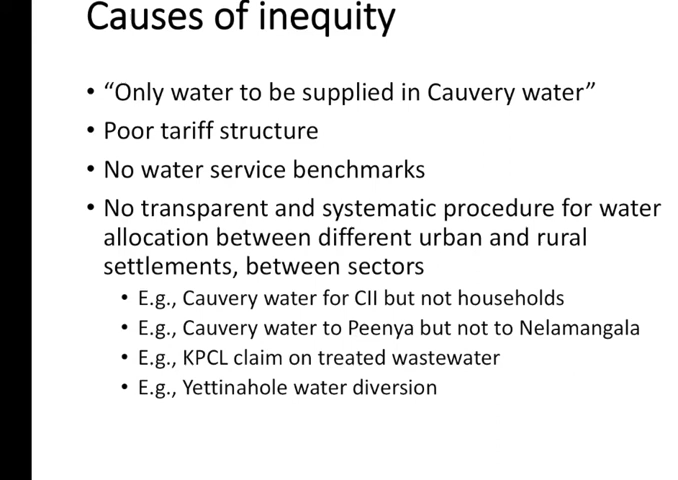 Causes of inequity
• “Only water to be supplied in Cauvery water”
• Poor tariff structure
• No water service benchmarks
• No transparent and systematic procedure for water
allocation between different urban and rural
settlements, between sectors
• E.g., Cauvery water for CII but not households
• E.g., Cauvery water to Peenya but not to Nelamangala
• E.g., KPCL claim on treated wastewater
• E.g., Yettinahole water diversion